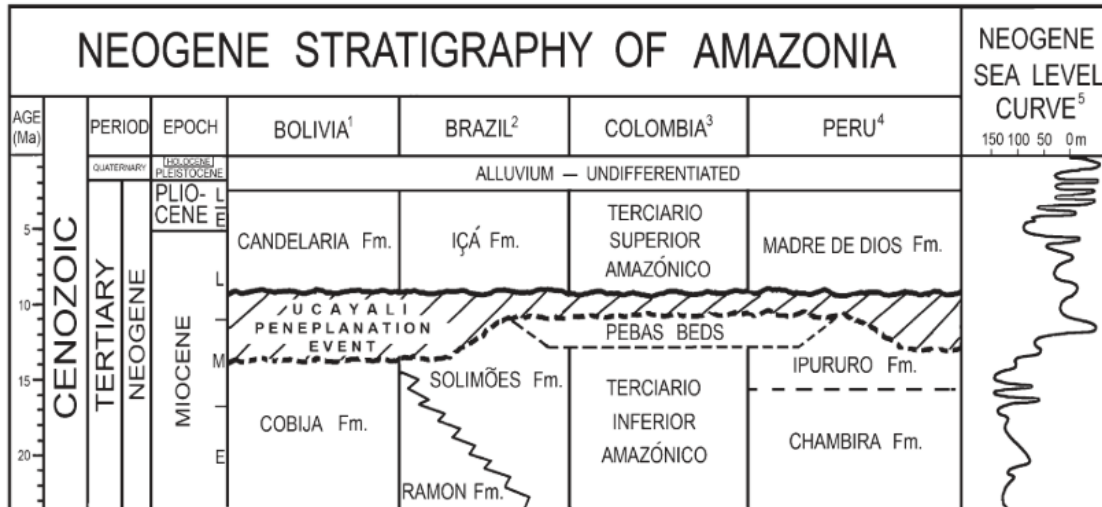 NEOGENE STRATIGRAPHY OF AMAZONIA
NEOGENE
SEA LEVEL
CURVE⁵
150 100 50 0 m
AGE
(Ma)
PERIOD
EPOCH
BOLIVIA¹
BRAZIL²
COLOMBIA³
PERU⁴
CENOZOIC
QUATERNARY
HOLOCENE
PLEISTOCENE
ALLUVIUM — UNDIFFERENTIATED
TERTIARY
NEOGENE
PLIO-
CENE
L
E
MIOCENE
L
M
E
5
10
15
20
CANDELARIA Fm.
IÇÁ Fm.
TERCIARIO
SUPERIOR
AMAZÓNICO
MADRE DE DIOS Fm.
UCAYALI
PENEPLANATION
EVENT
PEBAS BEDS
COBIJA Fm.
SOLIMÕES Fm.
RAMON Fm.
TERCIARIO
INFERIOR
AMAZÓNICO
IPURURO Fm.
CHAMBIRA Fm.